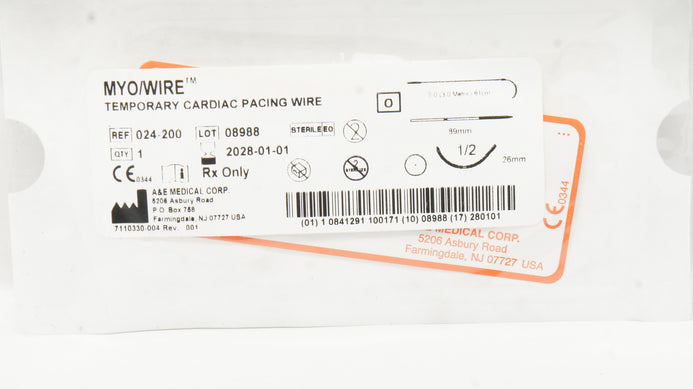 MYO/WIRE™
TEMPORARY CARDIAC PACING WIRE
REF 024-200 LOT 08988 STERILE EO 2
QTY 1 2028-01-01
CE 0344 Rx Only
A&E MEDICAL CORP.
5206 Asbury Road
P.O. Box 758
Farmingdale, NJ 07727 USA
7110330-004 Rev. 001
0
89mm
1/2
26mm
(01) 1 0841291 100171 (10) 08988 (17) 280101
CE 0344
MEDICAL CORP.
5206 Asbury Road
Farmingdale, NJ 07727 USA